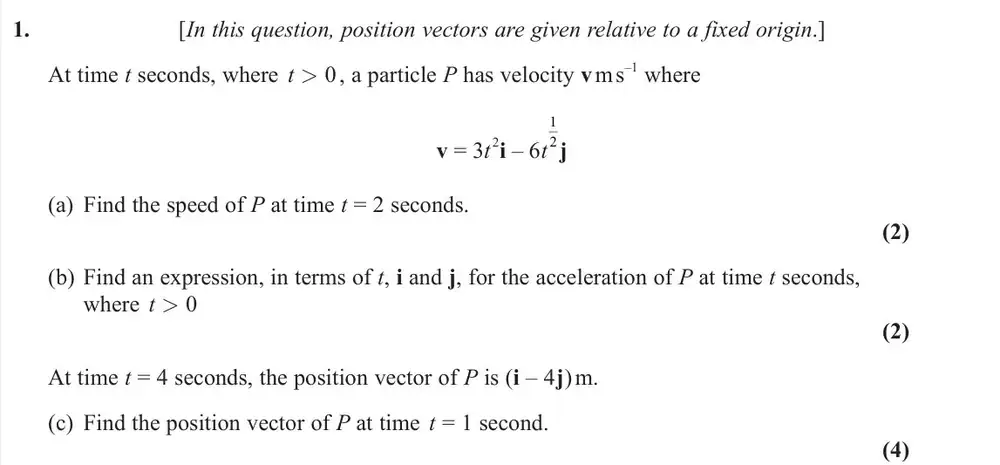 1. [In this question, position vectors are given relative to a fixed origin.]
At time t seconds, where t > 0, a particle P has velocity v m s⁻¹ where
v = 3t²i – 6t^(1/2)j
(a) Find the speed of P at time t = 2 seconds.
(2)
(b) Find an expression, in terms of t, i and j, for the acceleration of P at time t seconds,
where t > 0
(2)
At time t = 4 seconds, the position vector of P is (i – 4j) m.
(c) Find the position vector of P at time t = 1 second.
(4)